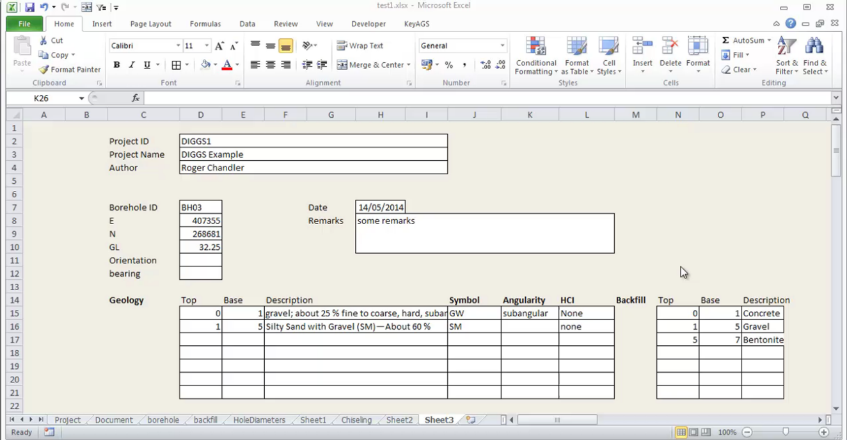 test1.xlsx - Microsoft Excel
File Home Insert Page Layout Formulas Data Review View Developer KeyAGS
Cut
Copy
Format Painter
Paste
Clipboard
Calibri 11
B I U
Font
Wrap Text
Merge & Center
Alignment
General
Number
Conditional Formatting
Format as Table
Cell Styles
Styles
Insert Delete Format
Cells
AutoSum
Fill
Clear
Sort & Filter
Find & Select
Editing
K26 fx
A B C D E F G H I J K L M N O P Q
1
2 Project ID DIGGS1
3 Project Name DIGGS Example
4 Author Roger Chandler
5
6
7 Borehole ID BH03 Date 14/05/2014
8 E 407355 Remarks some remarks
9 N 268681
10 GL 32.25
11 Orientation
12 bearing
13
14 Geology Top Base Description Symbol Angularity HCI Backfill Top Base Description
15 0 1 gravel; about 25 % fine to coarse, hard, subar GW subangular None 0 1 Concrete
16 1 5 Silty Sand with Gravel (SM)—About 60 % SM none 1 5 Gravel
17 5 7 Bentonite
18
19
20
21
22
Project Document borehole backfill HoleDiameters Sheet1 Chiseling Sheet2 Sheet3
Ready 100%